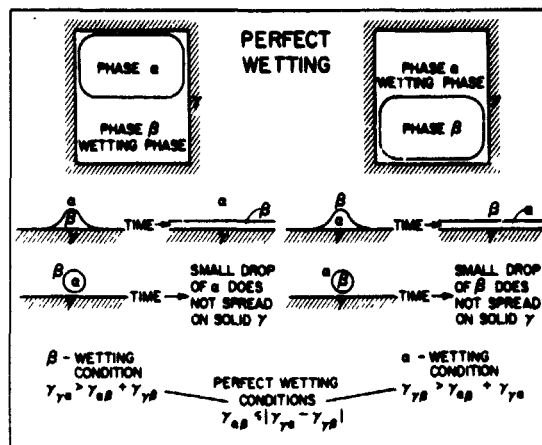 PERFECT
WETTING
PHASE α
γ
PHASE β
WETTING PHASE
PHASE α
WETTING PHASE
γ
PHASE β
α
β
γ
TIME
α
β
γ
β
α
γ
TIME
β
α
γ
β
α
γ
TIME
SMALL DROP
OF α DOES
NOT SPREAD
ON SOLID γ
α
β
γ
TIME
SMALL DROP
OF β DOES
NOT SPREAD
ON SOLID γ
β - WETTING
CONDITION
γγα > γαβ + γγβ
PERFECT WETTING
CONDITIONS
γαβ ≤ |γγα - γγβ|
α - WETTING
CONDITION
γγβ > γαβ + γγα